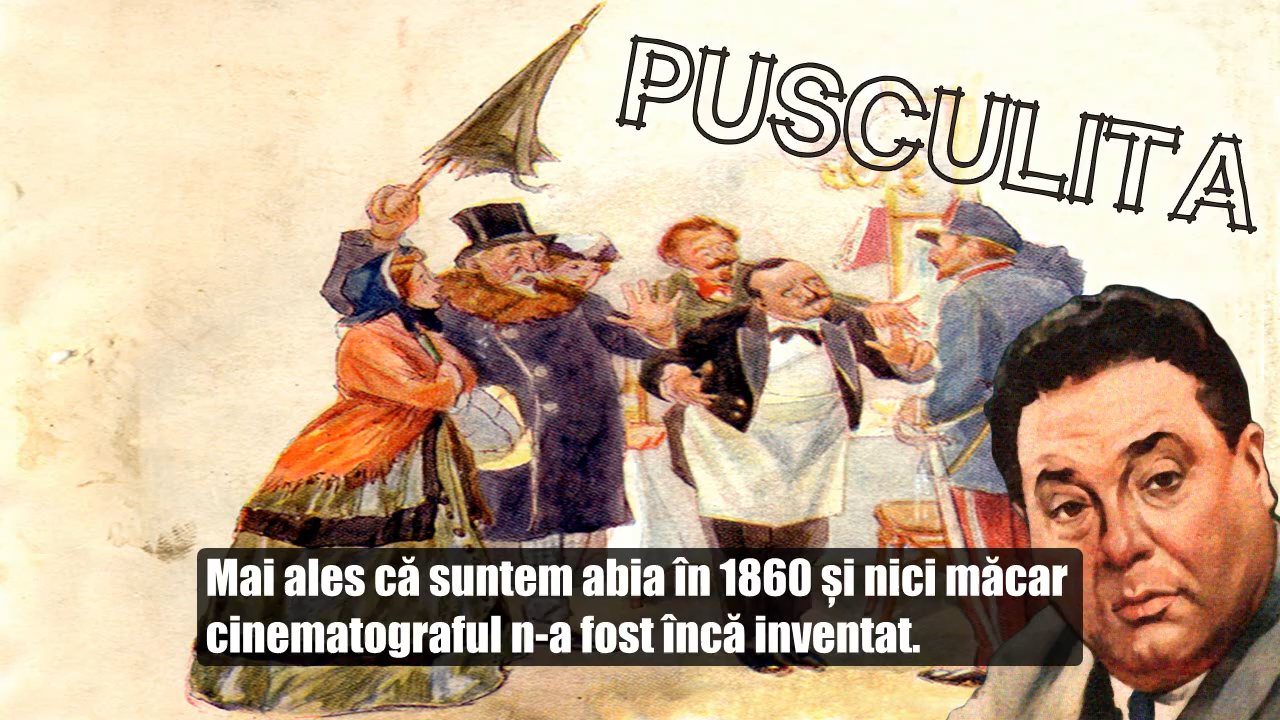 PUSCULITA
Mai ales că suntem abia în 1860 și nici măcar
cinematograful n-a fost încă inventat.